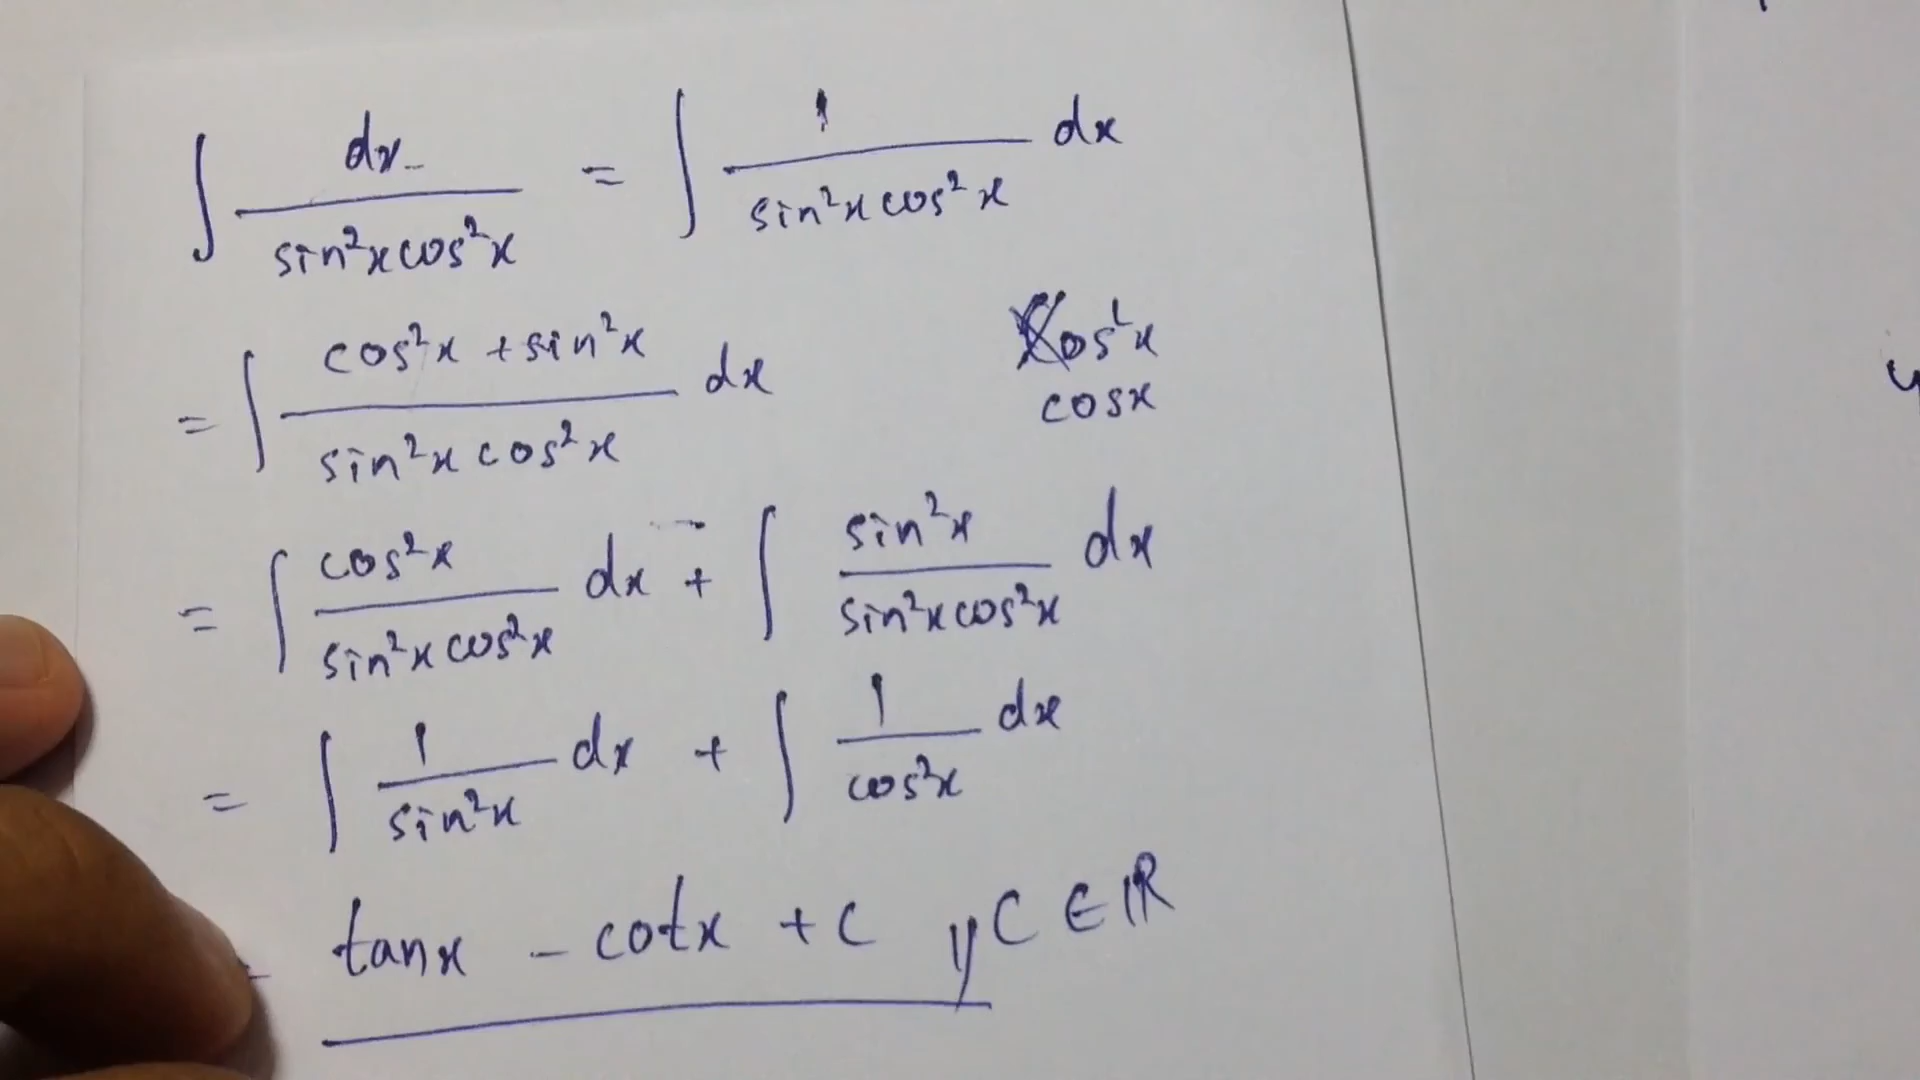 ∫ dx / sin²x cos²x = ∫ 1 / sin²x cos²x dx
= ∫ cos²x + sin²x / sin²x cos²x dx
cos²x
cosx
= ∫ cos²x / sin²x cos²x dx + ∫ sin²x / sin²x cos²x dx
= ∫ 1 / sin²x dx + ∫ 1 / cos²x dx
= tanx - cotx + C , C ∈ ℝ